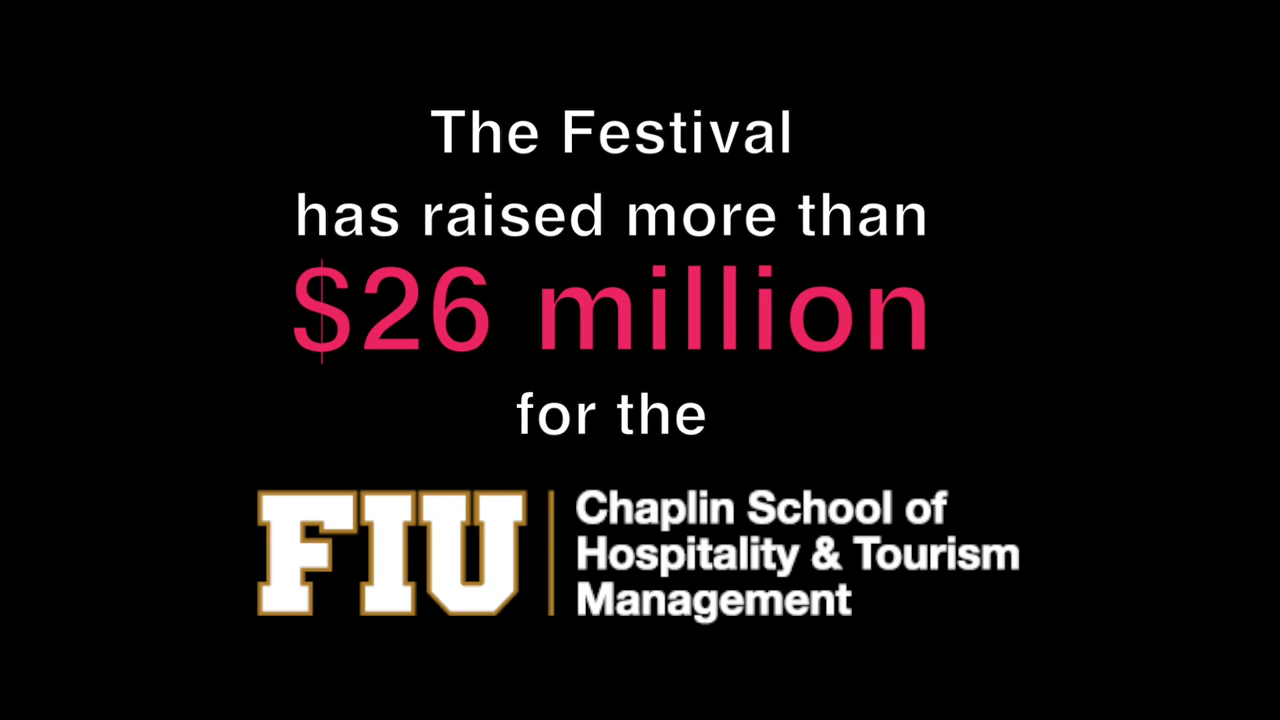 The Festival
has raised more than
$26 million
for the
FIU
Chaplin School of
Hospitality & Tourism
Management